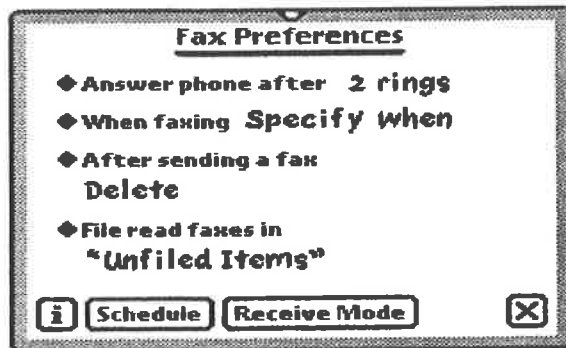 Fax Preferences
◆Answer phone after 2 rings
◆When faxing Specify when
◆After sending a fax
Delete
◆File read faxes in
"Unfiled Items"
i Schedule Receive Mode X